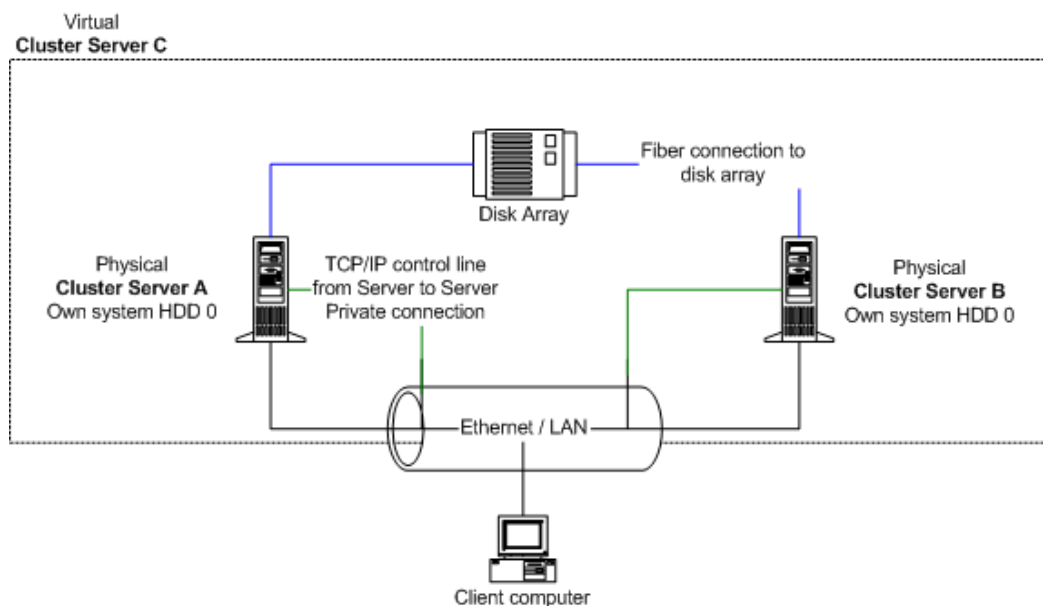 Virtual
Cluster Server C
Fiber connection to
disk array
Disk Array
Physical
Cluster Server A
Own system HDD 0
TCP/IP control line
from Server to Server
Private connection
Physical
Cluster Server B
Own system HDD 0
Ethernet / LAN
Client computer